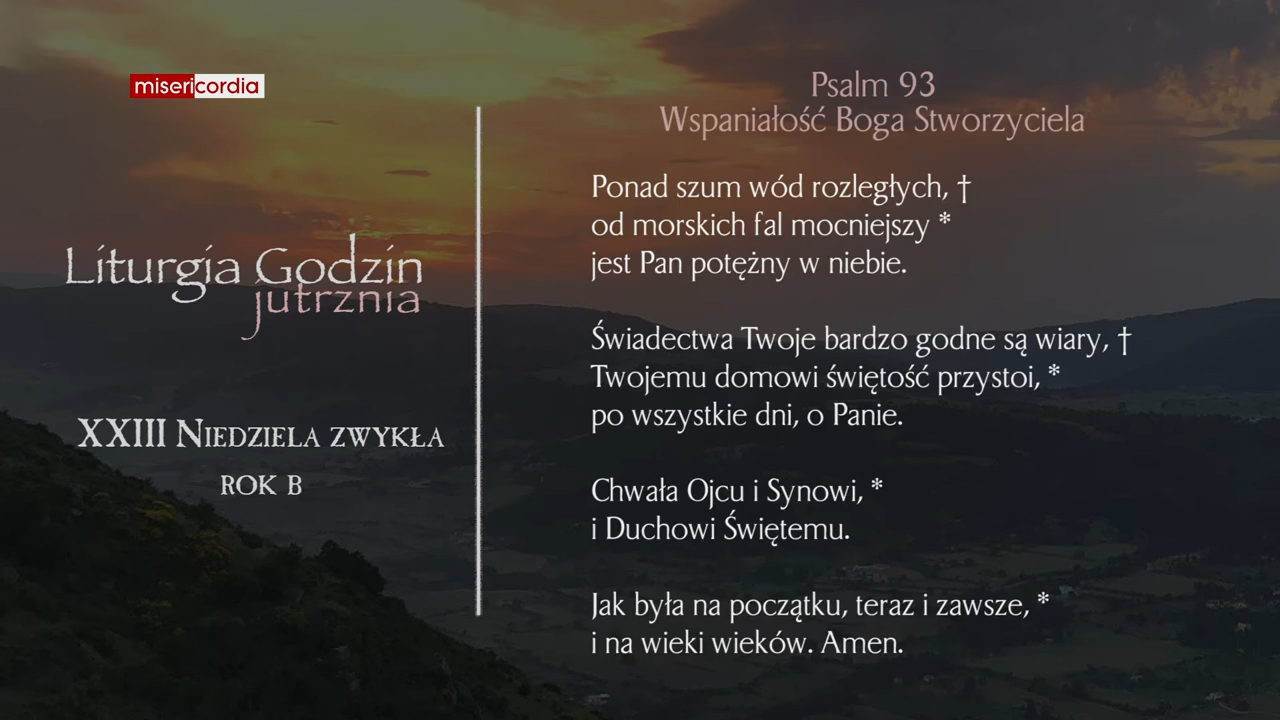 misericordia
Liturgia Godzin
jutrznia
XXIII Niedziela zwykła
rok B
Psalm 93
Wspaniałość Boga Stworzyciela
Ponad szum wód rozległych, †
od morskich fal mocniejszy *
jest Pan potężny w niebie.
Świadectwa Twoje bardzo godne są wiary, †
Twojemu domowi świętość przystoi, *
po wszystkie dni, o Panie.
Chwała Ojcu i Synowi, *
i Duchowi Świętemu.
Jak była na początku, teraz i zawsze, *
i na wieki wieków. Amen.